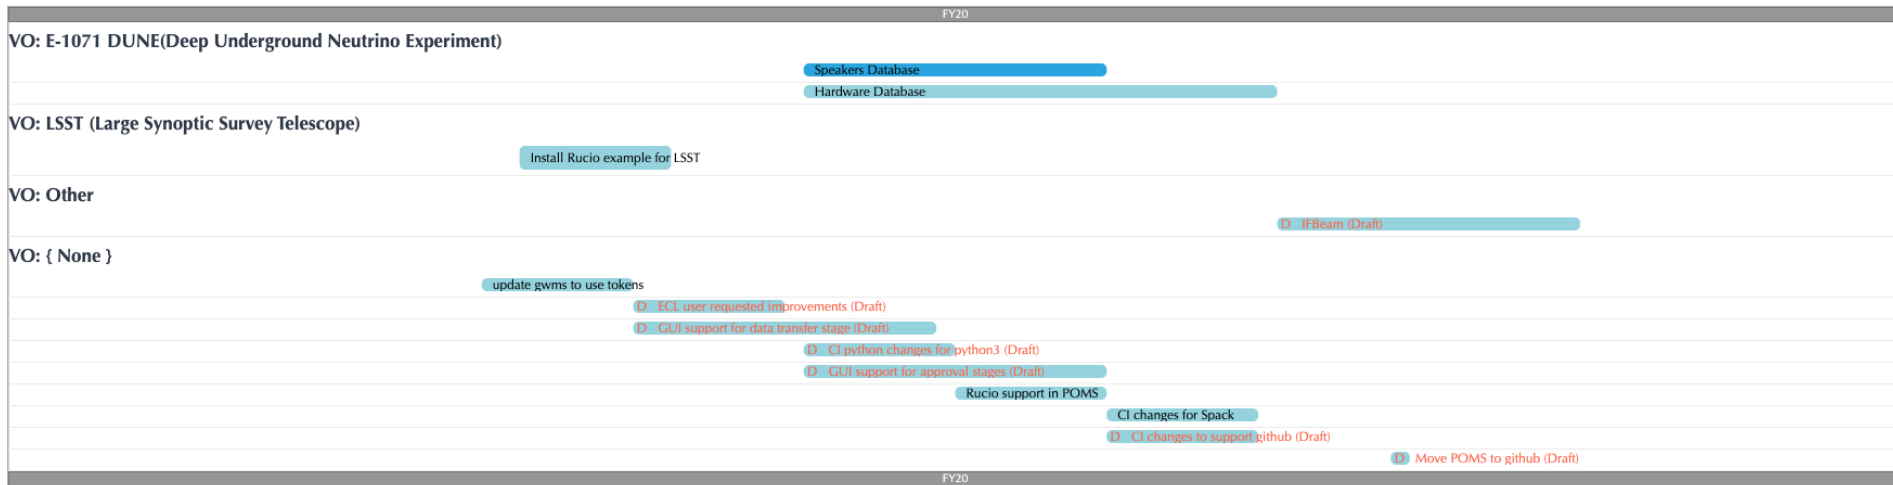 FY20
VO: E-1071 DUNE(Deep Underground Neutrino Experiment)
Speakers Database
Hardware Database
VO: LSST (Large Synoptic Survey Telescope)
Install Rucio example for LSST
VO: Other
D IFBeam (Draft)
VO: { None }
update gwms to use tokens
D ECL user requested improvements (Draft)
D GUI support for data transfer stage (Draft)
D CI python changes for python3 (Draft)
D GUI support for approval stages (Draft)
Rucio support in POMS
CI changes for Spack
D CI changes to support github (Draft)
D Move POMS to github (Draft)
FY20